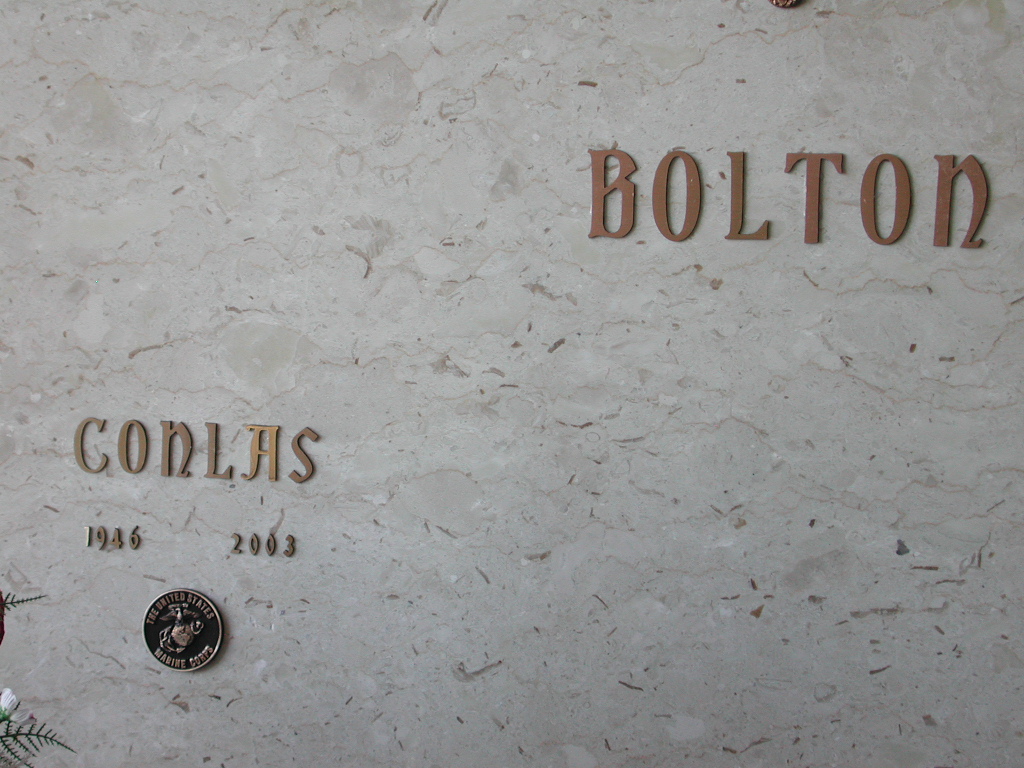 BOLTON
CONLAS
1946 2003
THE UNITED STATES
MARINE CORPS